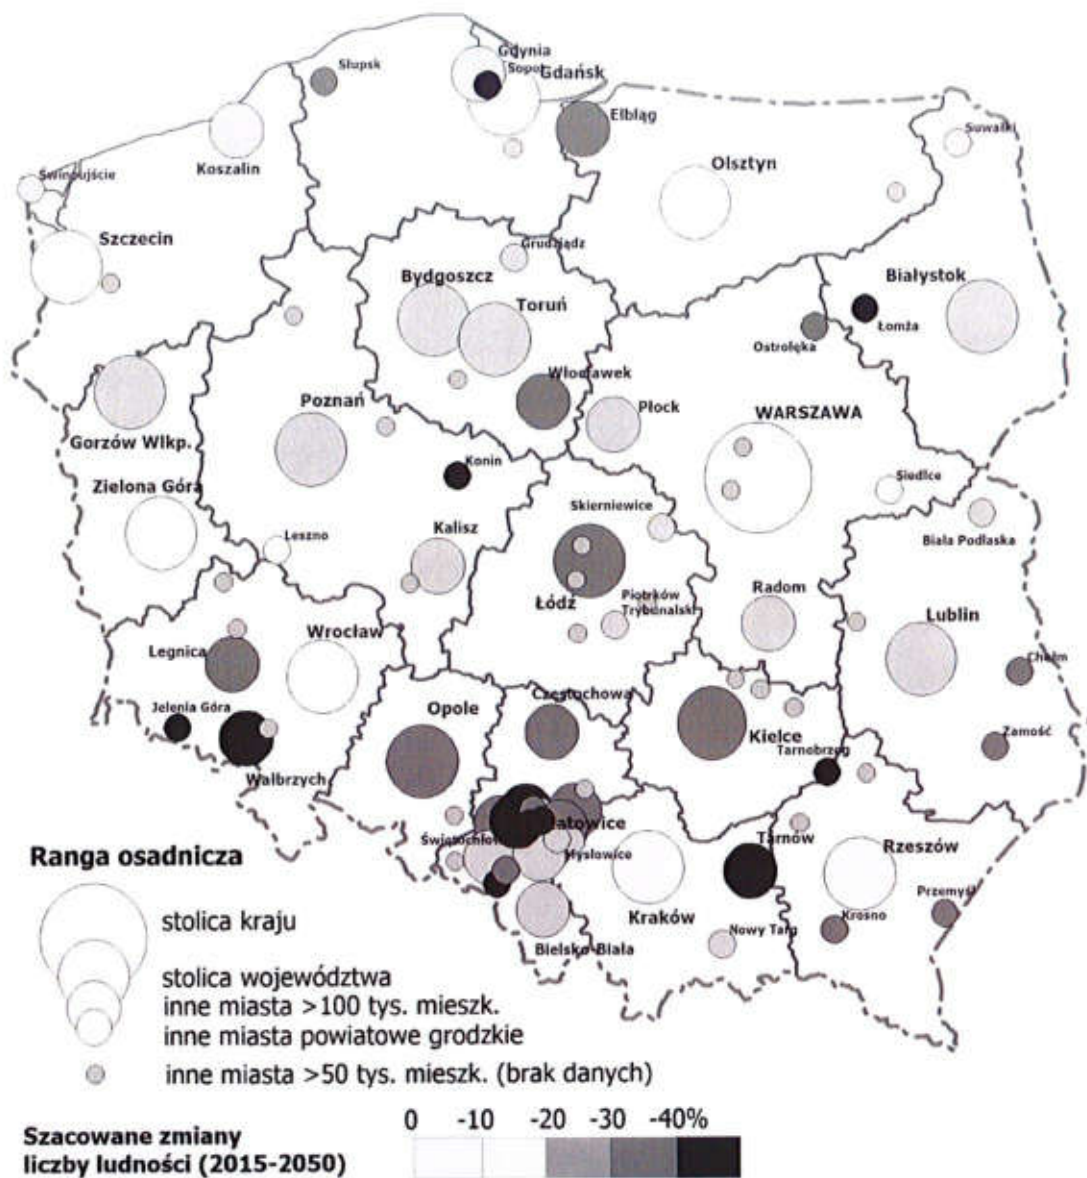 Gdynia
Słupsk
Sopot
Gdańsk
Elbląg
Suwałki
Koszalin
Olsztyn
Świnoujście
Szczecin
Grudziądz
Bydgoszcz
Białystok
Toruń
Łomża
Ostrołęka
Włocławek
Poznań
Płock
WARSZAWA
Gorzów Wlkp.
Konin
Zielona Góra
Siedlce
Skierniewice
Leszno
Kalisz
Biała Podlaska
Piotrków
Trybunalski
Radom
Łódź
Lublin
Wrocław
Legnica
Chełm
Częstochowa
Jelenia Góra
Opole
Zamość
Kielce
Tarnobrzeg
Wałbrzych
Katowice
Tarnów
Świętochłow
Rzeszów
Mysłowice
Ranga osadnicza
Przemyśl
Kraków
Krosno
stolica kraju
Nowy Targ
Bielsko-Biała
stolica województwa
inne miasta >100 tys. mieszk.
inne miasta powiatowe grodzkie
inne miasta >50 tys. mieszk. (brak danych)
0 -10 -20 -30 -40%
Szacowane zmiany
liczby ludności (2015-2050)